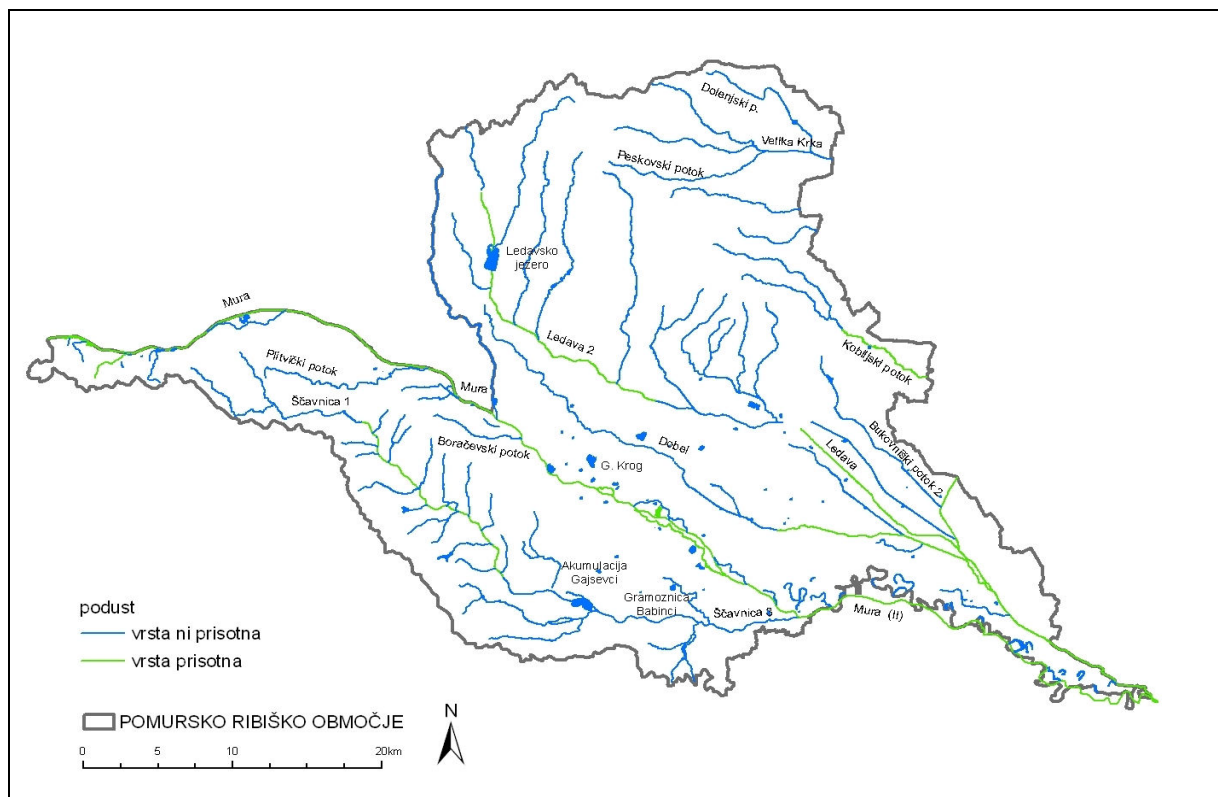 Dolenjski p.
Velika Krka
Peskovski potok
Ledavsko
jezero
Mura
Ledava 2
Kobiljski potok
Plitvički potok
Mura
Ščavnica 1
Boračevski potok
Dobel
Ledava
Bukovniški potok 2
G. Krog
Akumulacija
Gajsevci
Gramoznica
Babinci
Ščavnica 8
Mura (II)
podust
vrsta ni prisotna
vrsta prisotna
POMURSKO RIBIŠKO OBMOČJE
N
0 5 10 20km